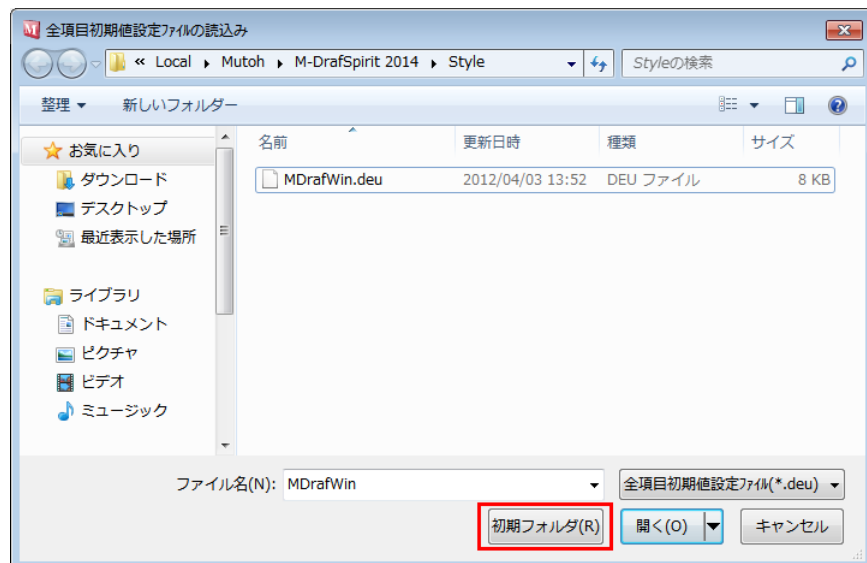 全項目初期値設定ﾌｧｲﾙの読込み
« Local ▸ Mutoh ▸ M-DrafSpirit 2014 ▸ Style
Styleの検索
整理 ▼ 新しいフォルダー
お気に入り
ダウンロード
デスクトップ
最近表示した場所
ライブラリ
ドキュメント
ピクチャ
ビデオ
ミュージック
名前 更新日時 種類 サイズ
MDrafWin.deu 2012/04/03 13:52 DEU ファイル 8 KB
ファイル名(N): MDrafWin 全項目初期値設定ﾌｧｲﾙ(*.deu)
初期フォルダ(R) 開く(O) キャンセル